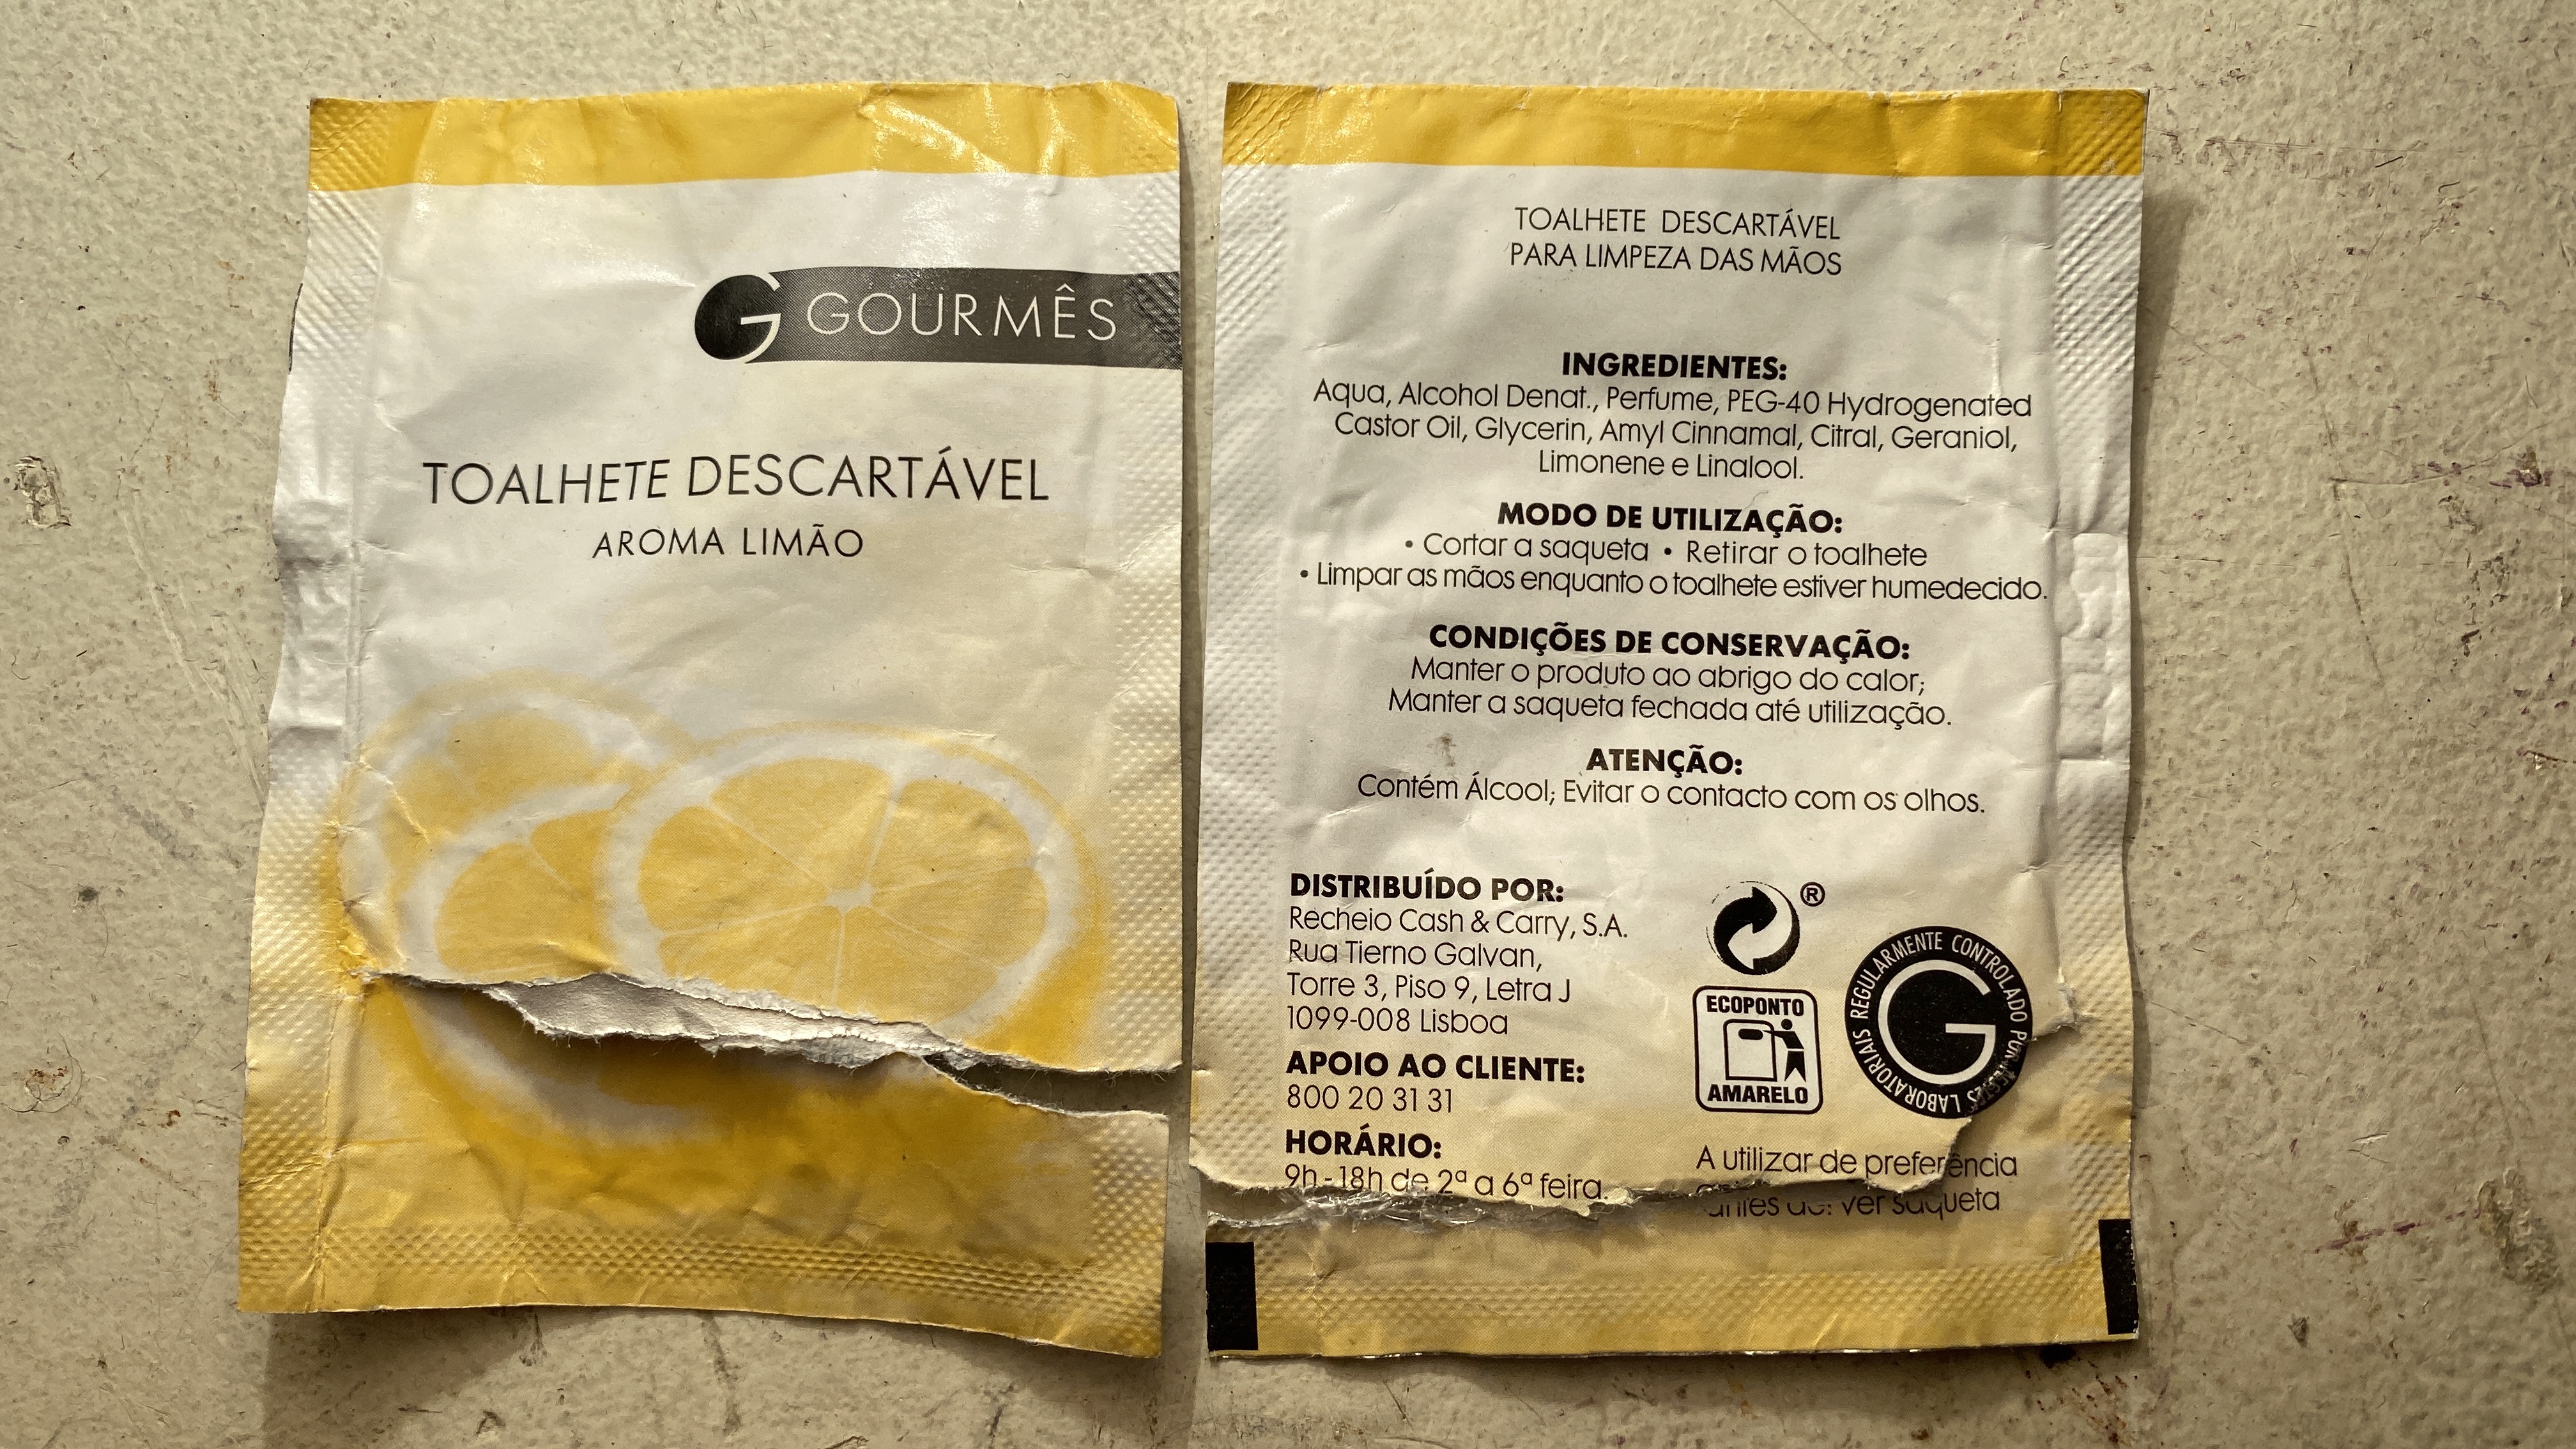 GOURMÊS
TOALHETE DESCARTÁVEL
AROMA LIMÃO
TOALHETE DESCARTÁVEL
PARA LIMPEZA DAS MÃOS
INGREDIENTES:
Aqua, Alcohol Denat., Perfume, PEG-40 Hydrogenated
Castor Oil, Glycerin, Amyl Cinnamal, Citral, Geraniol,
Limonene e Linalool.
MODO DE UTILIZAÇÃO:
• Cortar a saqueta • Retirar o toalhete
• Limpar as mãos enquanto o toalhete estiver humedecido.
CONDIÇÕES DE CONSERVAÇÃO:
Manter o produto ao abrigo do calor;
Manter a saqueta fechada até utilização.
ATENÇÃO:
Contém Álcool; Evitar o contacto com os olhos.
DISTRIBUÍDO POR:
Recheio Cash & Carry, S.A.
Rua Tierno Galvan,
Torre 3, Piso 9, Letra J
1099-008 Lisboa
APOIO AO CLIENTE:
800 20 31 31
HORÁRIO:
9h - 18h de 2ª a 6ª feira.
®
ECOPONTO
AMARELO
REGULARMENTE CONTROLADO POR TESTES LABORATORIAIS
G
A utilizar de preferência
antes de: ver saqueta